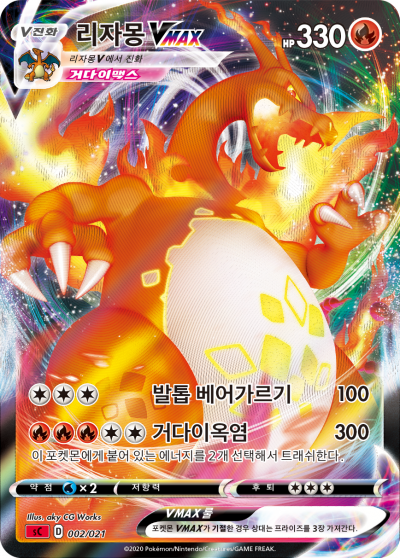 V진화
리자몽 VMAX
HP 330
리자몽V에서 진화
거다이맥스
발톱 베어가르기 100
거다이옥염 300
이 포켓몬에게 붙어 있는 에너지를 2개 선택해서 트래쉬한다.
약점 ×2 저항력 후퇴
Illus. aky CG Works
VMAX룰
sC D 002/021
포켓몬VMAX가 기절한 경우 상대는 프라이즈를 3장 가져간다.
©2020 Pokémon/Nintendo/Creatures/GAME FREAK.